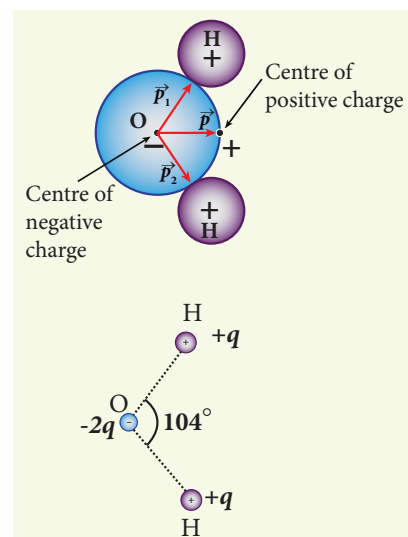 H
+
Centre of
positive charge
p⃗₁
O
p⃗
−
+
p⃗₂
Centre of
negative
charge
+
H
H
+
+q
O
-2q
-
104°
+
+q
H